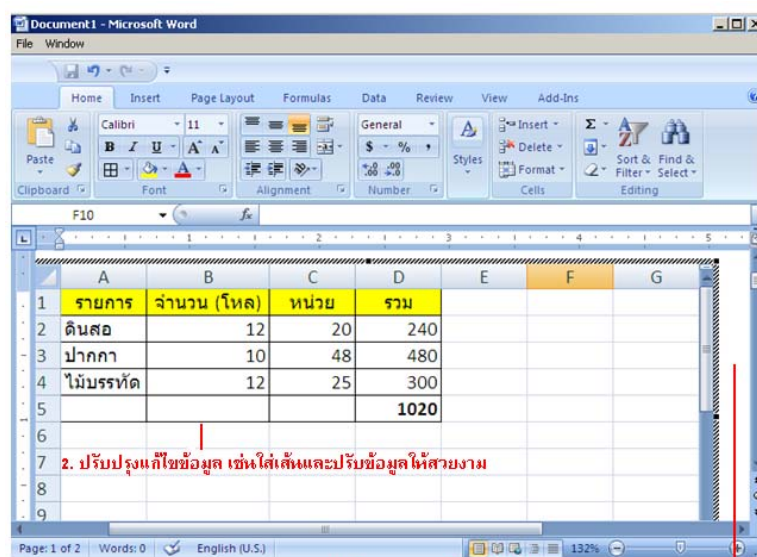 Document1 - Microsoft Word
File Window
Home Insert Page Layout Formulas Data Review View Add-Ins
Calibri 11 General Σ
Paste B I U A A $ % , Styles Insert Delete Format Sort & Filter Find & Select
Clipboard Font Alignment Number Cells Editing
F10 fx
1 2 3 4 5
A B C D E F G
1 รายการ จำนวน (โหล) หน่วย รวม
2 ดินสอ 12 20 240
3 ปากกา 10 48 480
4 ไม้บรรทัด 12 25 300
5 1020
6
7 2. ปรับปรุงแก้ไขข้อมูล เช่นใส่เส้นและปรับข้อมูลให้สวยงาม
8
9
Page: 1 of 2 Words: 0 English (U.S.) 132%